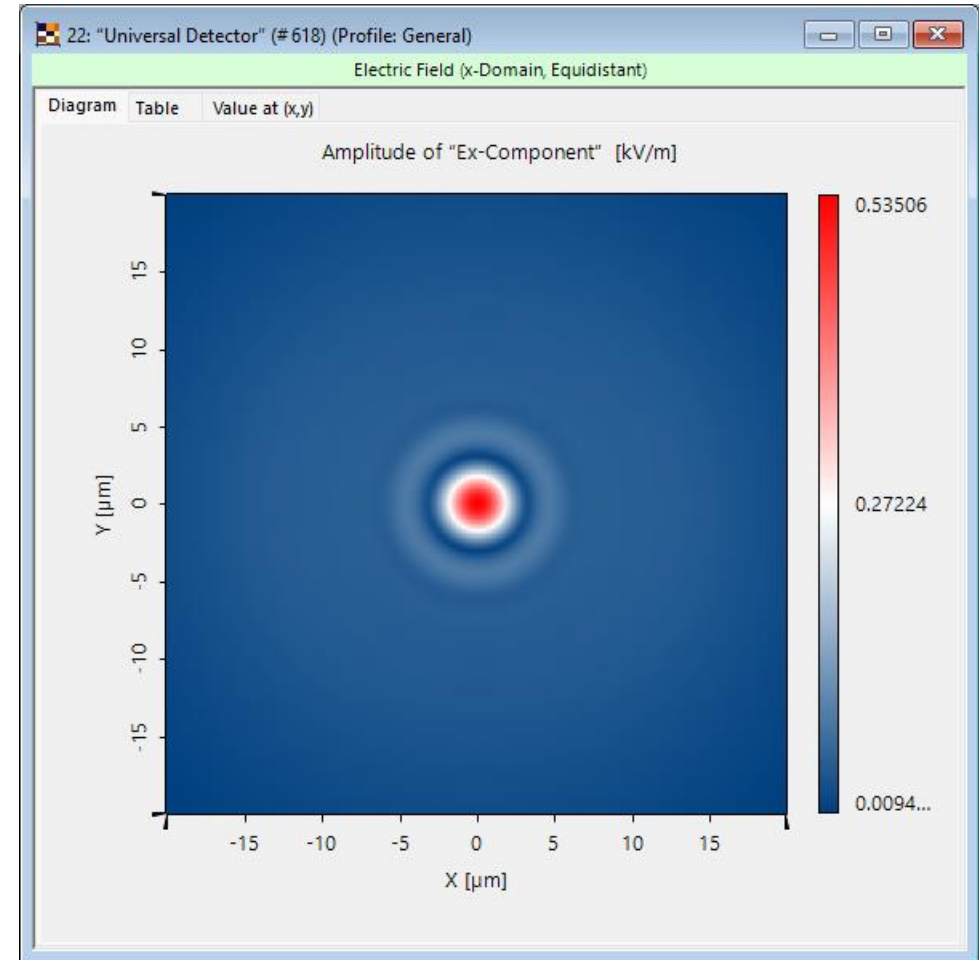 22: "Universal Detector" (# 618) (Profile: General)
Electric Field (x-Domain, Equidistant)
Diagram Table Value at (x,y)
Amplitude of "Ex-Component" [kV/m]
0.53506
0.27224
0.0094...
15
10
5
0
-5
-10
-15
Y [µm]
-15 -10 -5 0 5 10 15
X [µm]